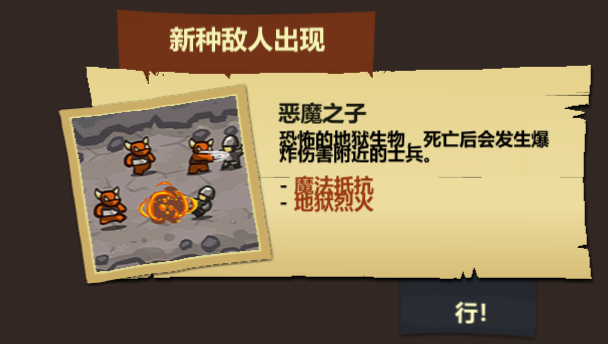 新种敌人出现
恶魔之子
恐怖的地狱生物，死亡后会发生爆
炸伤害附近的士兵。
- 魔法抵抗
- 地狱烈火
行!